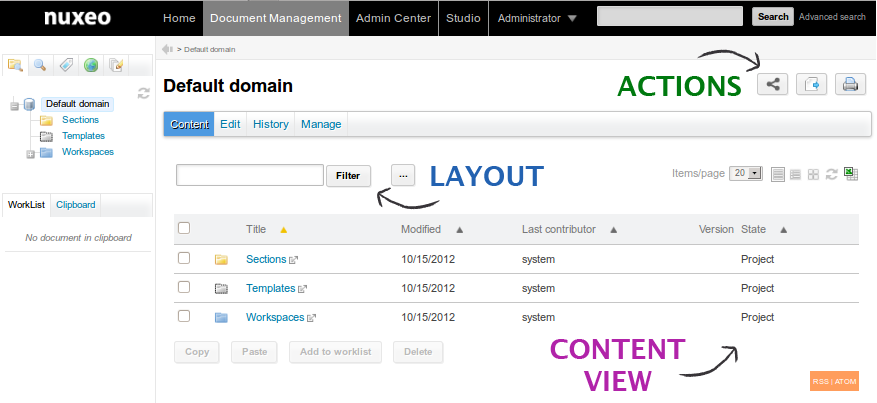 nuxeo Home Document Management Admin Center Studio Administrator Search Advanced search
> Default domain
Default domain
ACTIONS
Default domain
Sections
Templates
Workspaces
Content Edit History Manage
Filter ... LAYOUT Items/page 20
WorkList Clipboard
No document in clipboard
Title Modified Last contributor Version State
Sections 10/15/2012 system Project
Templates 10/15/2012 system Project
Workspaces 10/15/2012 system Project
Copy Paste Add to worklist Delete
CONTENT
VIEW
RSS | ATOM